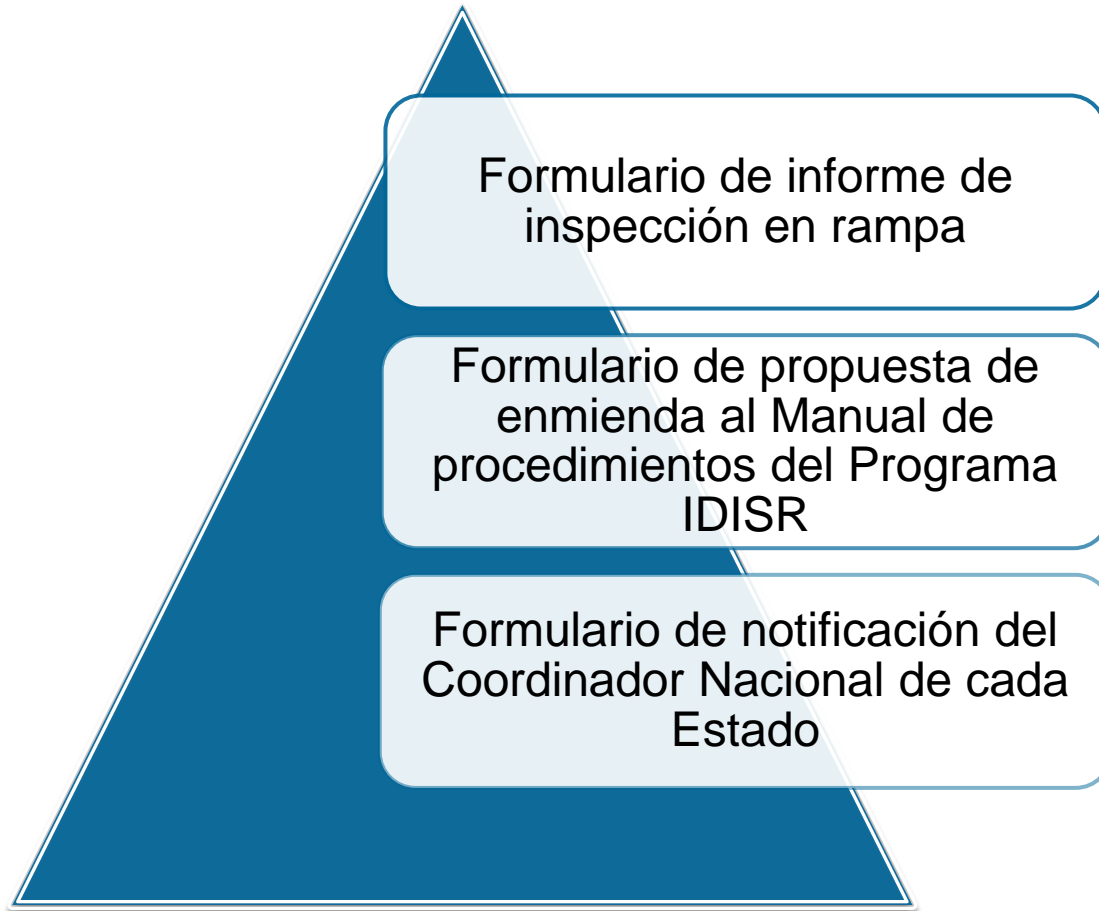 Formulario de informe de
inspección en rampa
Formulario de propuesta de
enmienda al Manual de
procedimientos del Programa
IDISR
Formulario de notificación del
Coordinador Nacional de cada
Estado